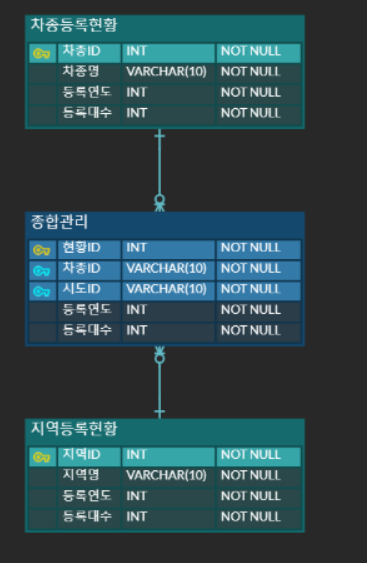 차종등록현황
차종ID INT NOT NULL
차종명 VARCHAR(10) NOT NULL
등록연도 INT NOT NULL
등록대수 INT NOT NULL
종합관리
현황ID INT NOT NULL
차종ID VARCHAR(10) NOT NULL
시도ID VARCHAR(10) NOT NULL
등록연도 INT NOT NULL
등록대수 INT NOT NULL
지역등록현황
지역ID INT NOT NULL
지역명 VARCHAR(10) NOT NULL
등록연도 INT NOT NULL
등록대수 INT NOT NULL